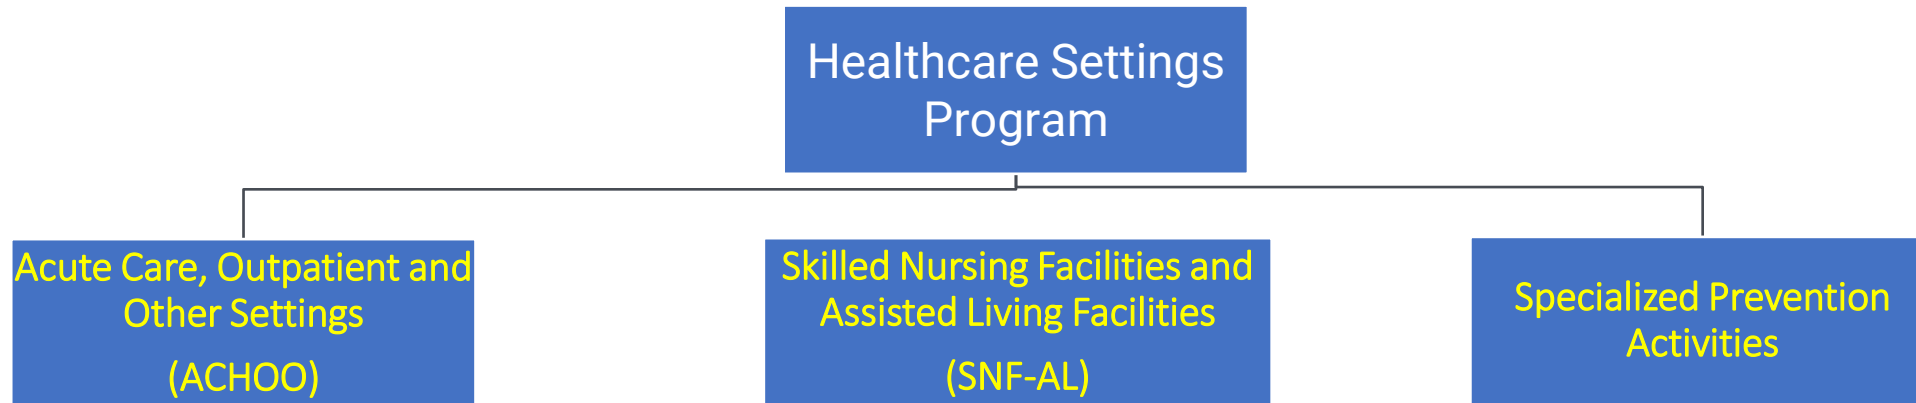 Healthcare Settings
Program
Acute Care, Outpatient and
Other Settings
(ACHOO)
Skilled Nursing Facilities and
Assisted Living Facilities
(SNF-AL)
Specialized Prevention
Activities